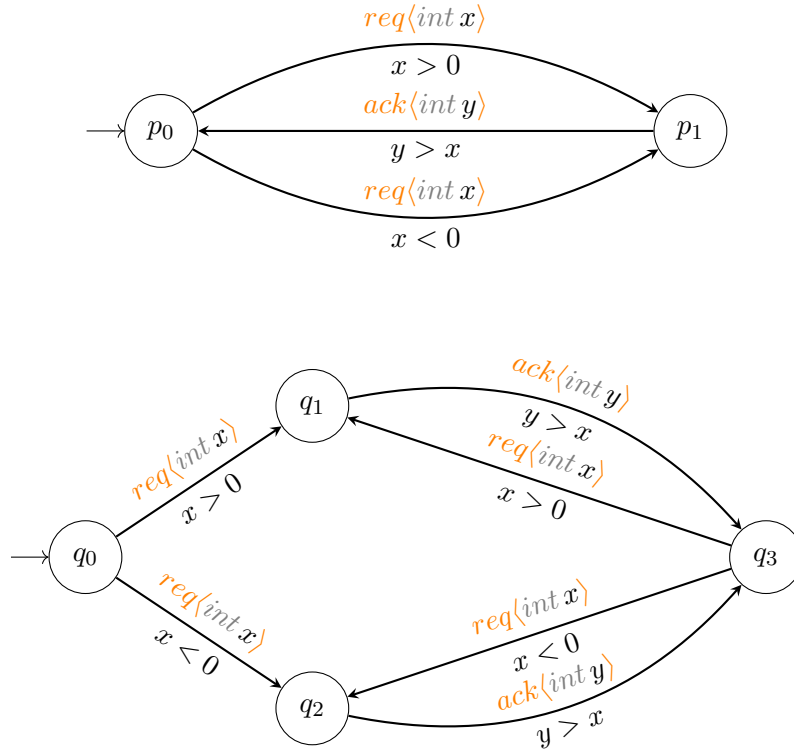 req⟨int x⟩
x > 0
ack⟨int y⟩
p₀
p₁
y > x
req⟨int x⟩
x < 0
ack⟨int y⟩
q₁
y > x
req⟨int x⟩
req⟨int x⟩
x > 0
x > 0
q₀
q₃
req⟨int x⟩
req⟨int x⟩
x < 0
x < 0
ack⟨int y⟩
q₂
y > x